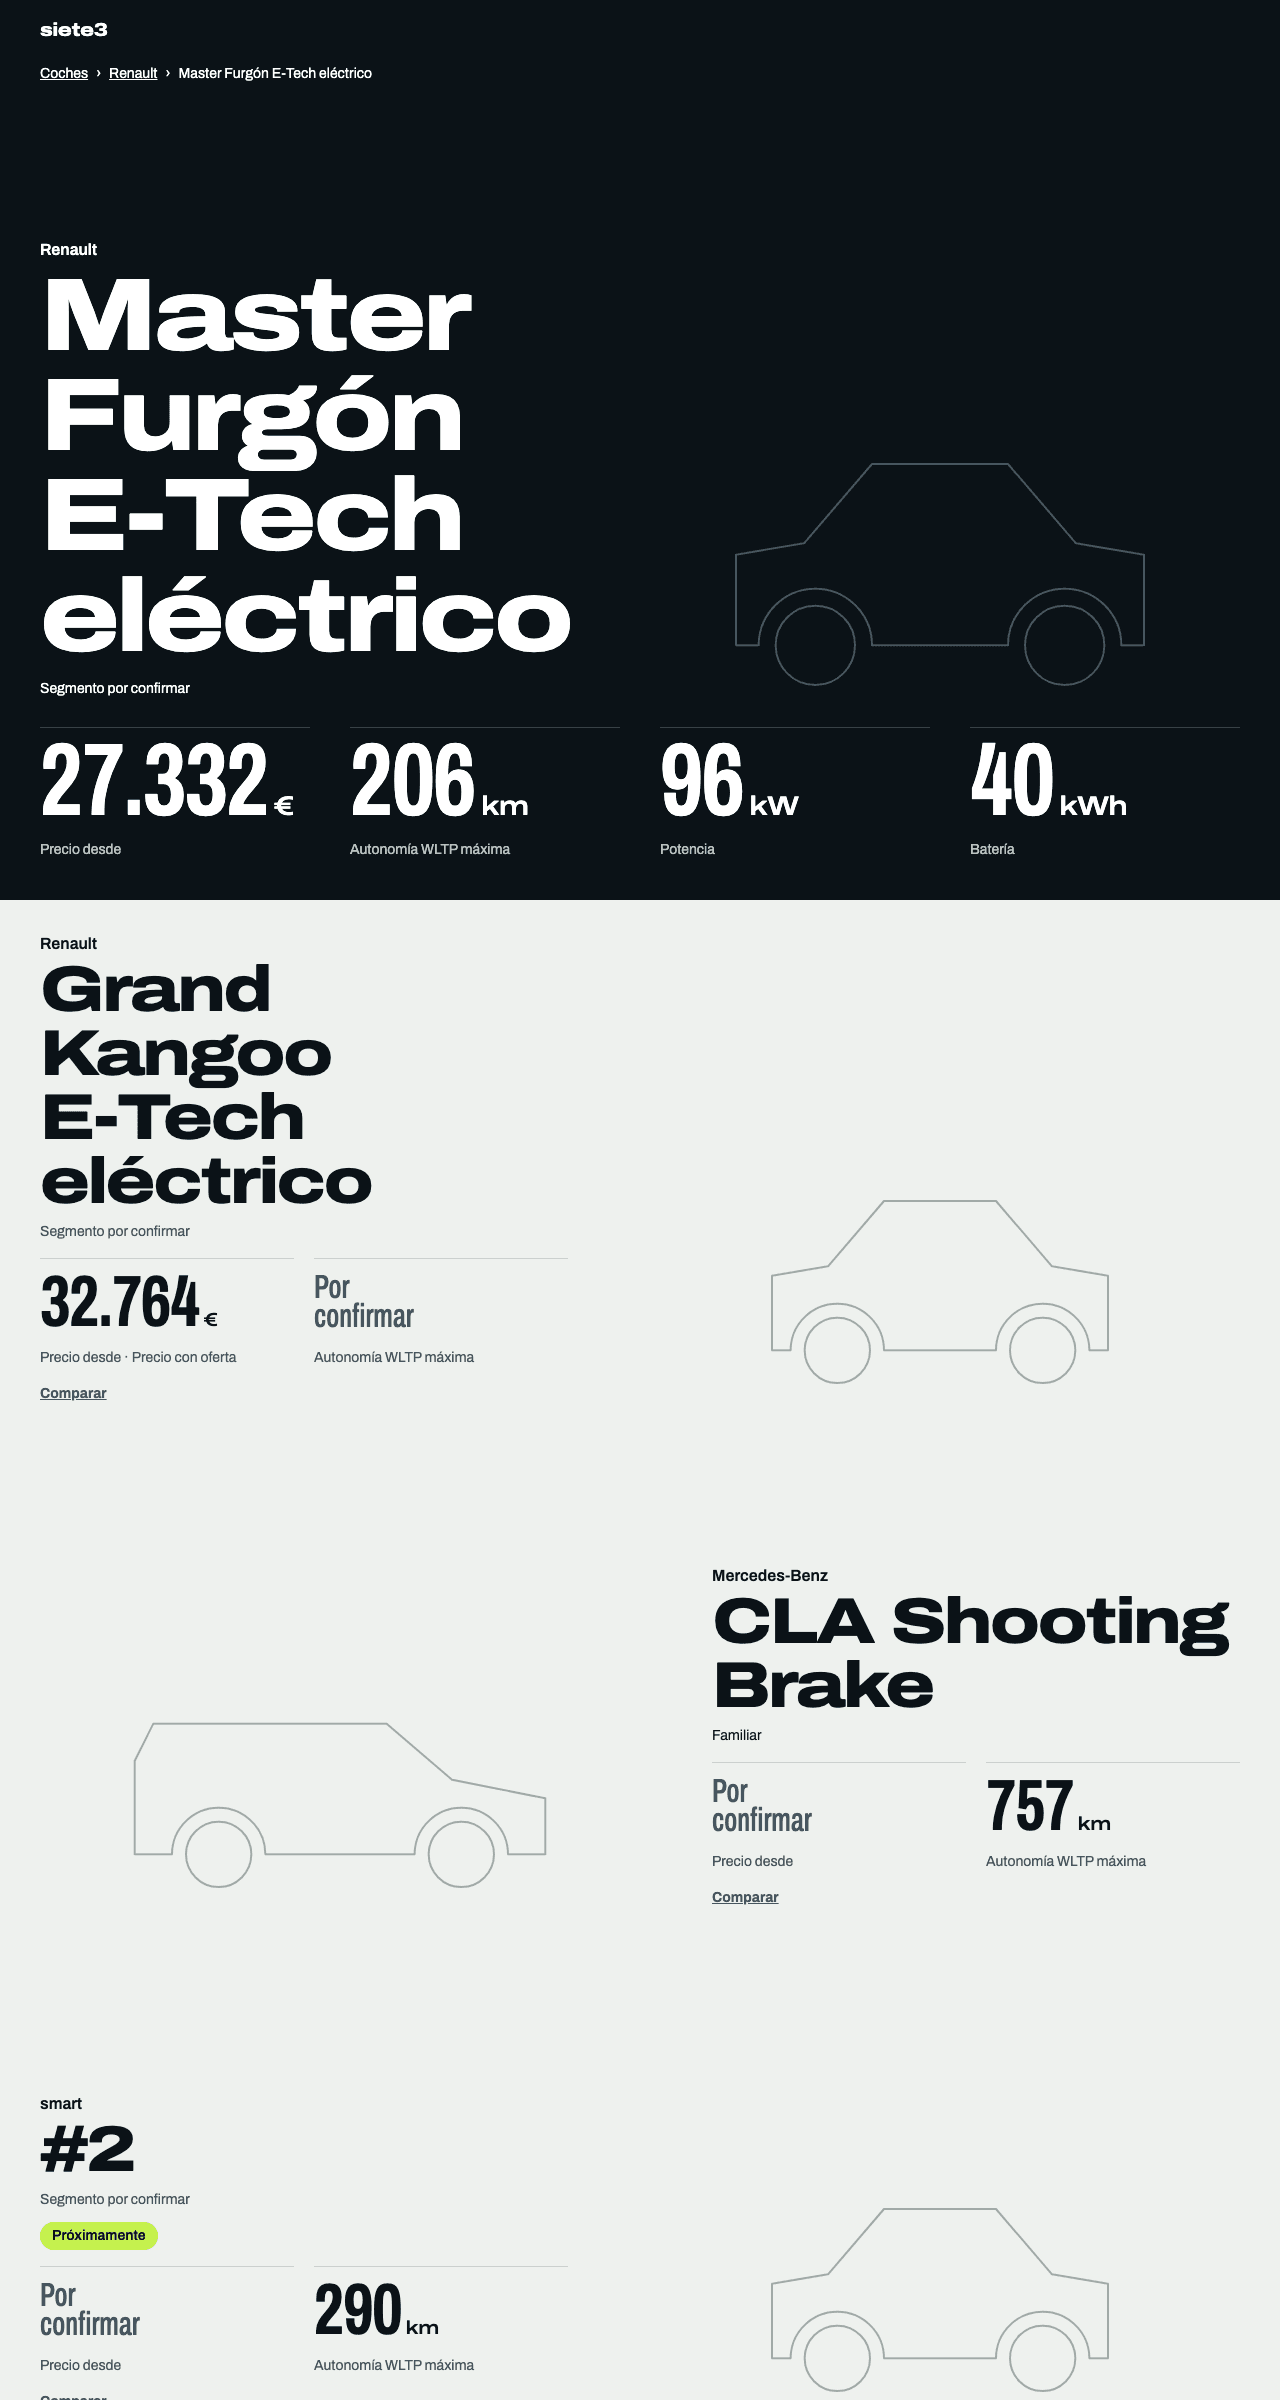 siete3
Coches › Renault › Master Furgón E-Tech eléctrico
Renault
Master
Furgón
E-Tech
eléctrico
Segmento por confirmar
27.332 €
Precio desde
206 km
Autonomía WLTP máxima
96 kW
Potencia
40 kWh
Batería
Renault
Grand
Kangoo
E-Tech
eléctrico
Segmento por confirmar
32.764 €
Precio desde · Precio con oferta
Por
confirmar
Autonomía WLTP máxima
Comparar
Mercedes-Benz
CLA Shooting
Brake
Familiar
Por
confirmar
Precio desde
757 km
Autonomía WLTP máxima
Comparar
smart
#2
Segmento por confirmar
Próximamente
Por
confirmar
Precio desde
290 km
Autonomía WLTP máxima